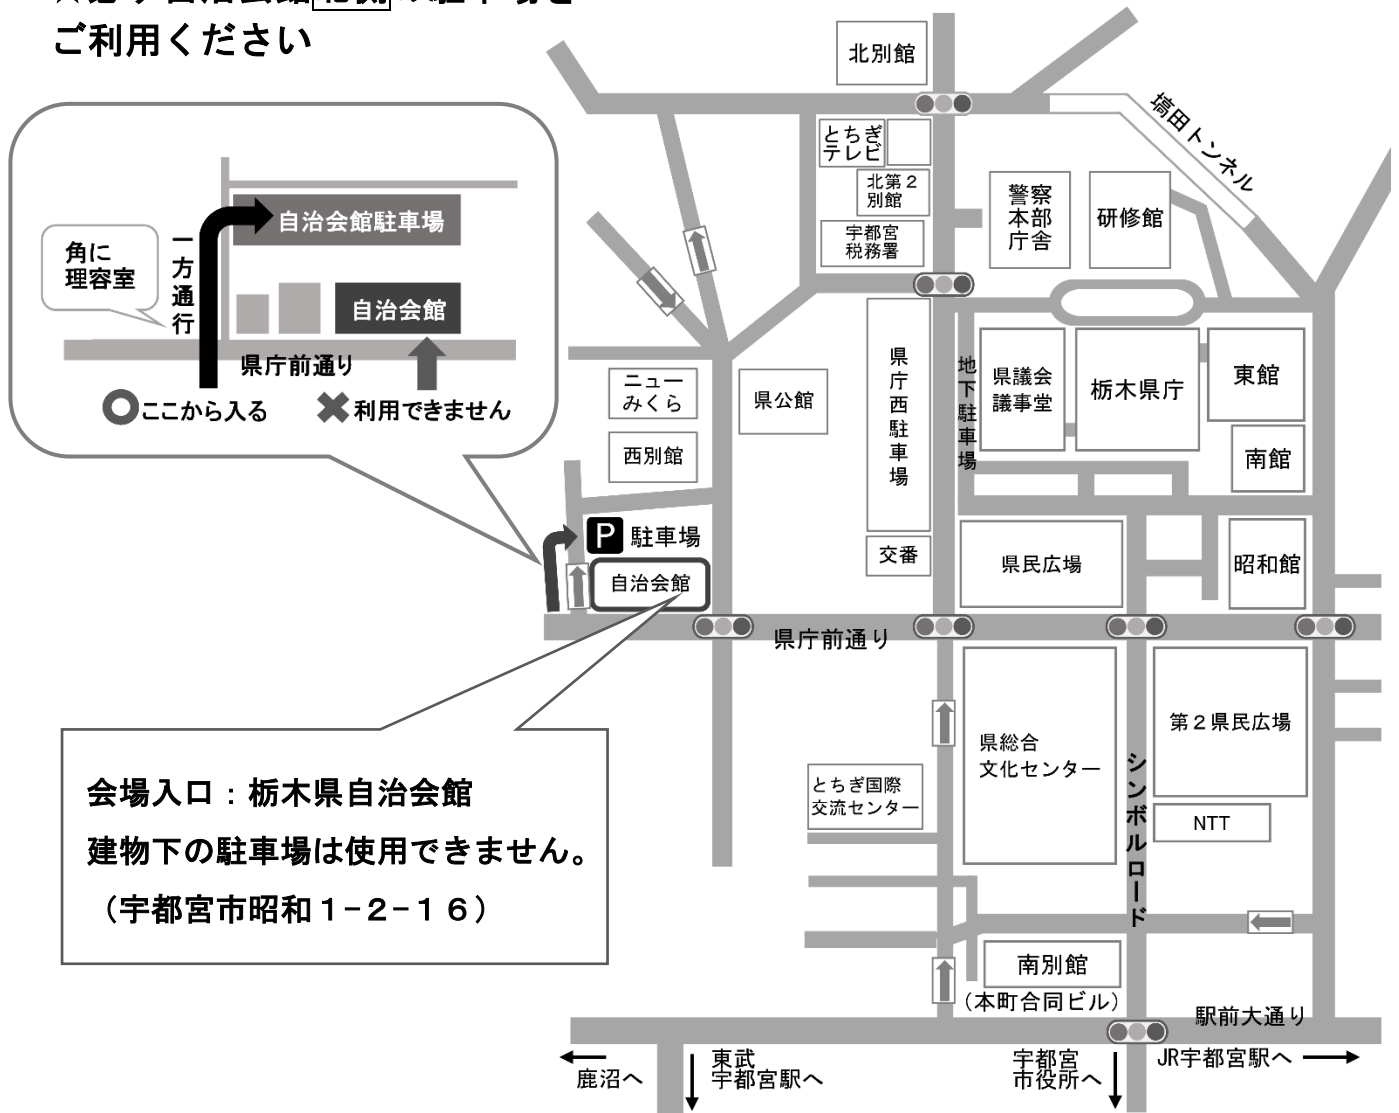 ご利用ください
自治会館駐車場
角に
理容室
一方通行
自治会館
県庁前通り
ここから入る
利用できません
北別館
とちぎ
テレビ
北第2
別館
宇都宮
税務署
塙田トンネル
警察
本部
庁舎
研修館
ニュー
みくら
西別館
県公館
県庁西駐車場
地下駐車場
県議会
議事堂
栃木県庁
東館
南館
P 駐車場
自治会館
交番
県民広場
昭和館
県庁前通り
会場入口：栃木県自治会館
建物下の駐車場は使用できません。
（宇都宮市昭和１-２-１６）
県総合
文化センター
とちぎ国際
交流センター
シンボルロード
第２県民広場
NTT
南別館
（本町合同ビル）
駅前大通り
鹿沼へ
東武
宇都宮駅へ
宇都宮
市役所へ
JR宇都宮駅へ